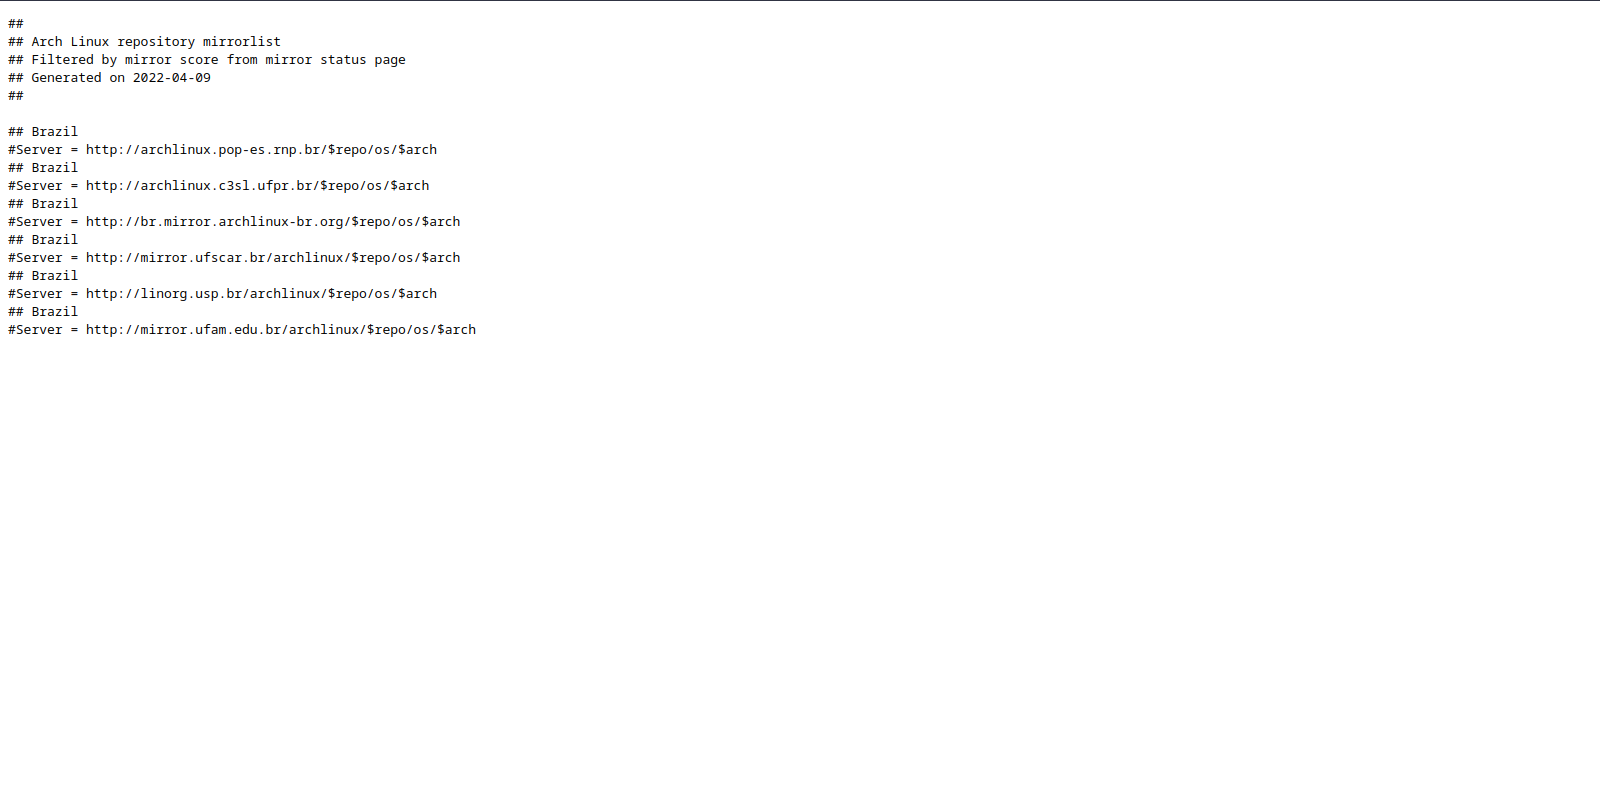 ##
## Arch Linux repository mirrorlist
## Filtered by mirror score from mirror status page
## Generated on 2022-04-09
##
## Brazil
#Server = http://archlinux.pop-es.rnp.br/$repo/os/$arch
## Brazil
#Server = http://archlinux.c3sl.ufpr.br/$repo/os/$arch
## Brazil
#Server = http://br.mirror.archlinux-br.org/$repo/os/$arch
## Brazil
#Server = http://mirror.ufscar.br/archlinux/$repo/os/$arch
## Brazil
#Server = http://linorg.usp.br/archlinux/$repo/os/$arch
## Brazil
#Server = http://mirror.ufam.edu.br/archlinux/$repo/os/$arch